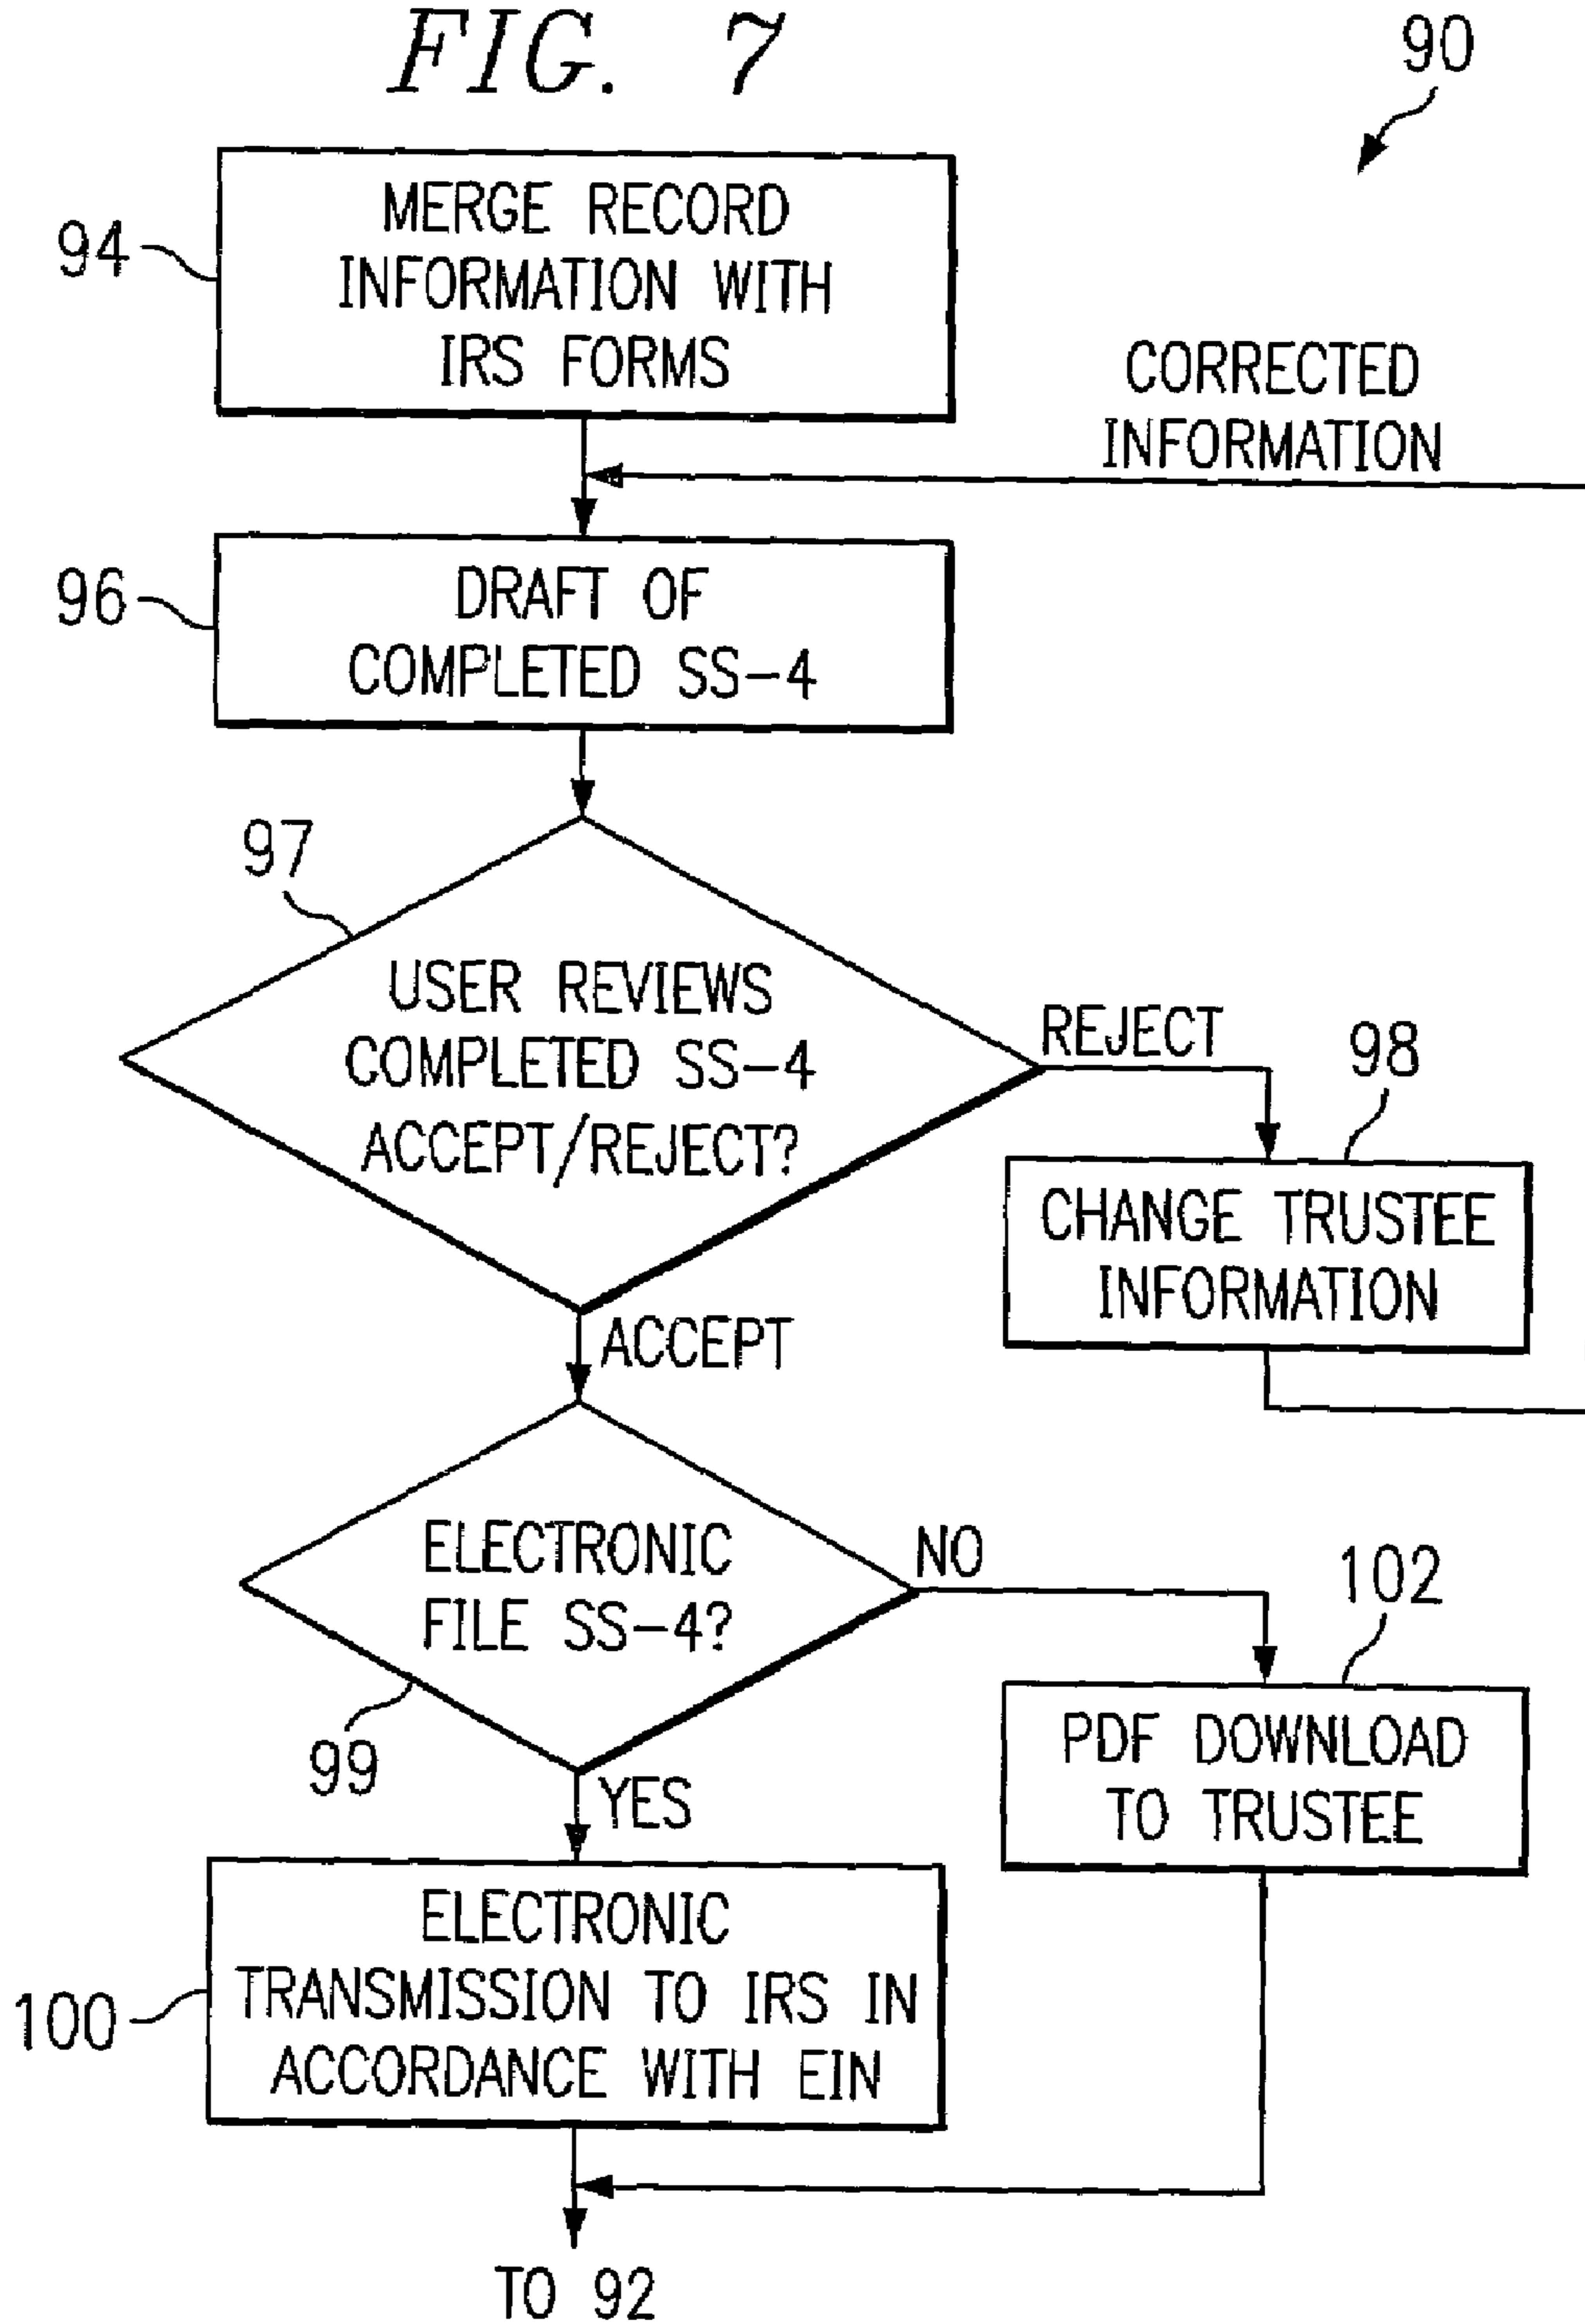 FIG. 7
90
94
MERGE RECORD
INFORMATION WITH
IRS FORMS
CORRECTED
INFORMATION
96
DRAFT OF
COMPLETED SS-4
97
USER REVIEWS
COMPLETED SS-4
ACCEPT/REJECT?
REJECT
98
CHANGE TRUSTEE
INFORMATION
ACCEPT
ELECTRONIC
FILE SS-4?
NO
99
102
PDF DOWNLOAD
TO TRUSTEE
YES
100
ELECTRONIC
TRANSMISSION TO IRS IN
ACCORDANCE WITH EIN
TO 92